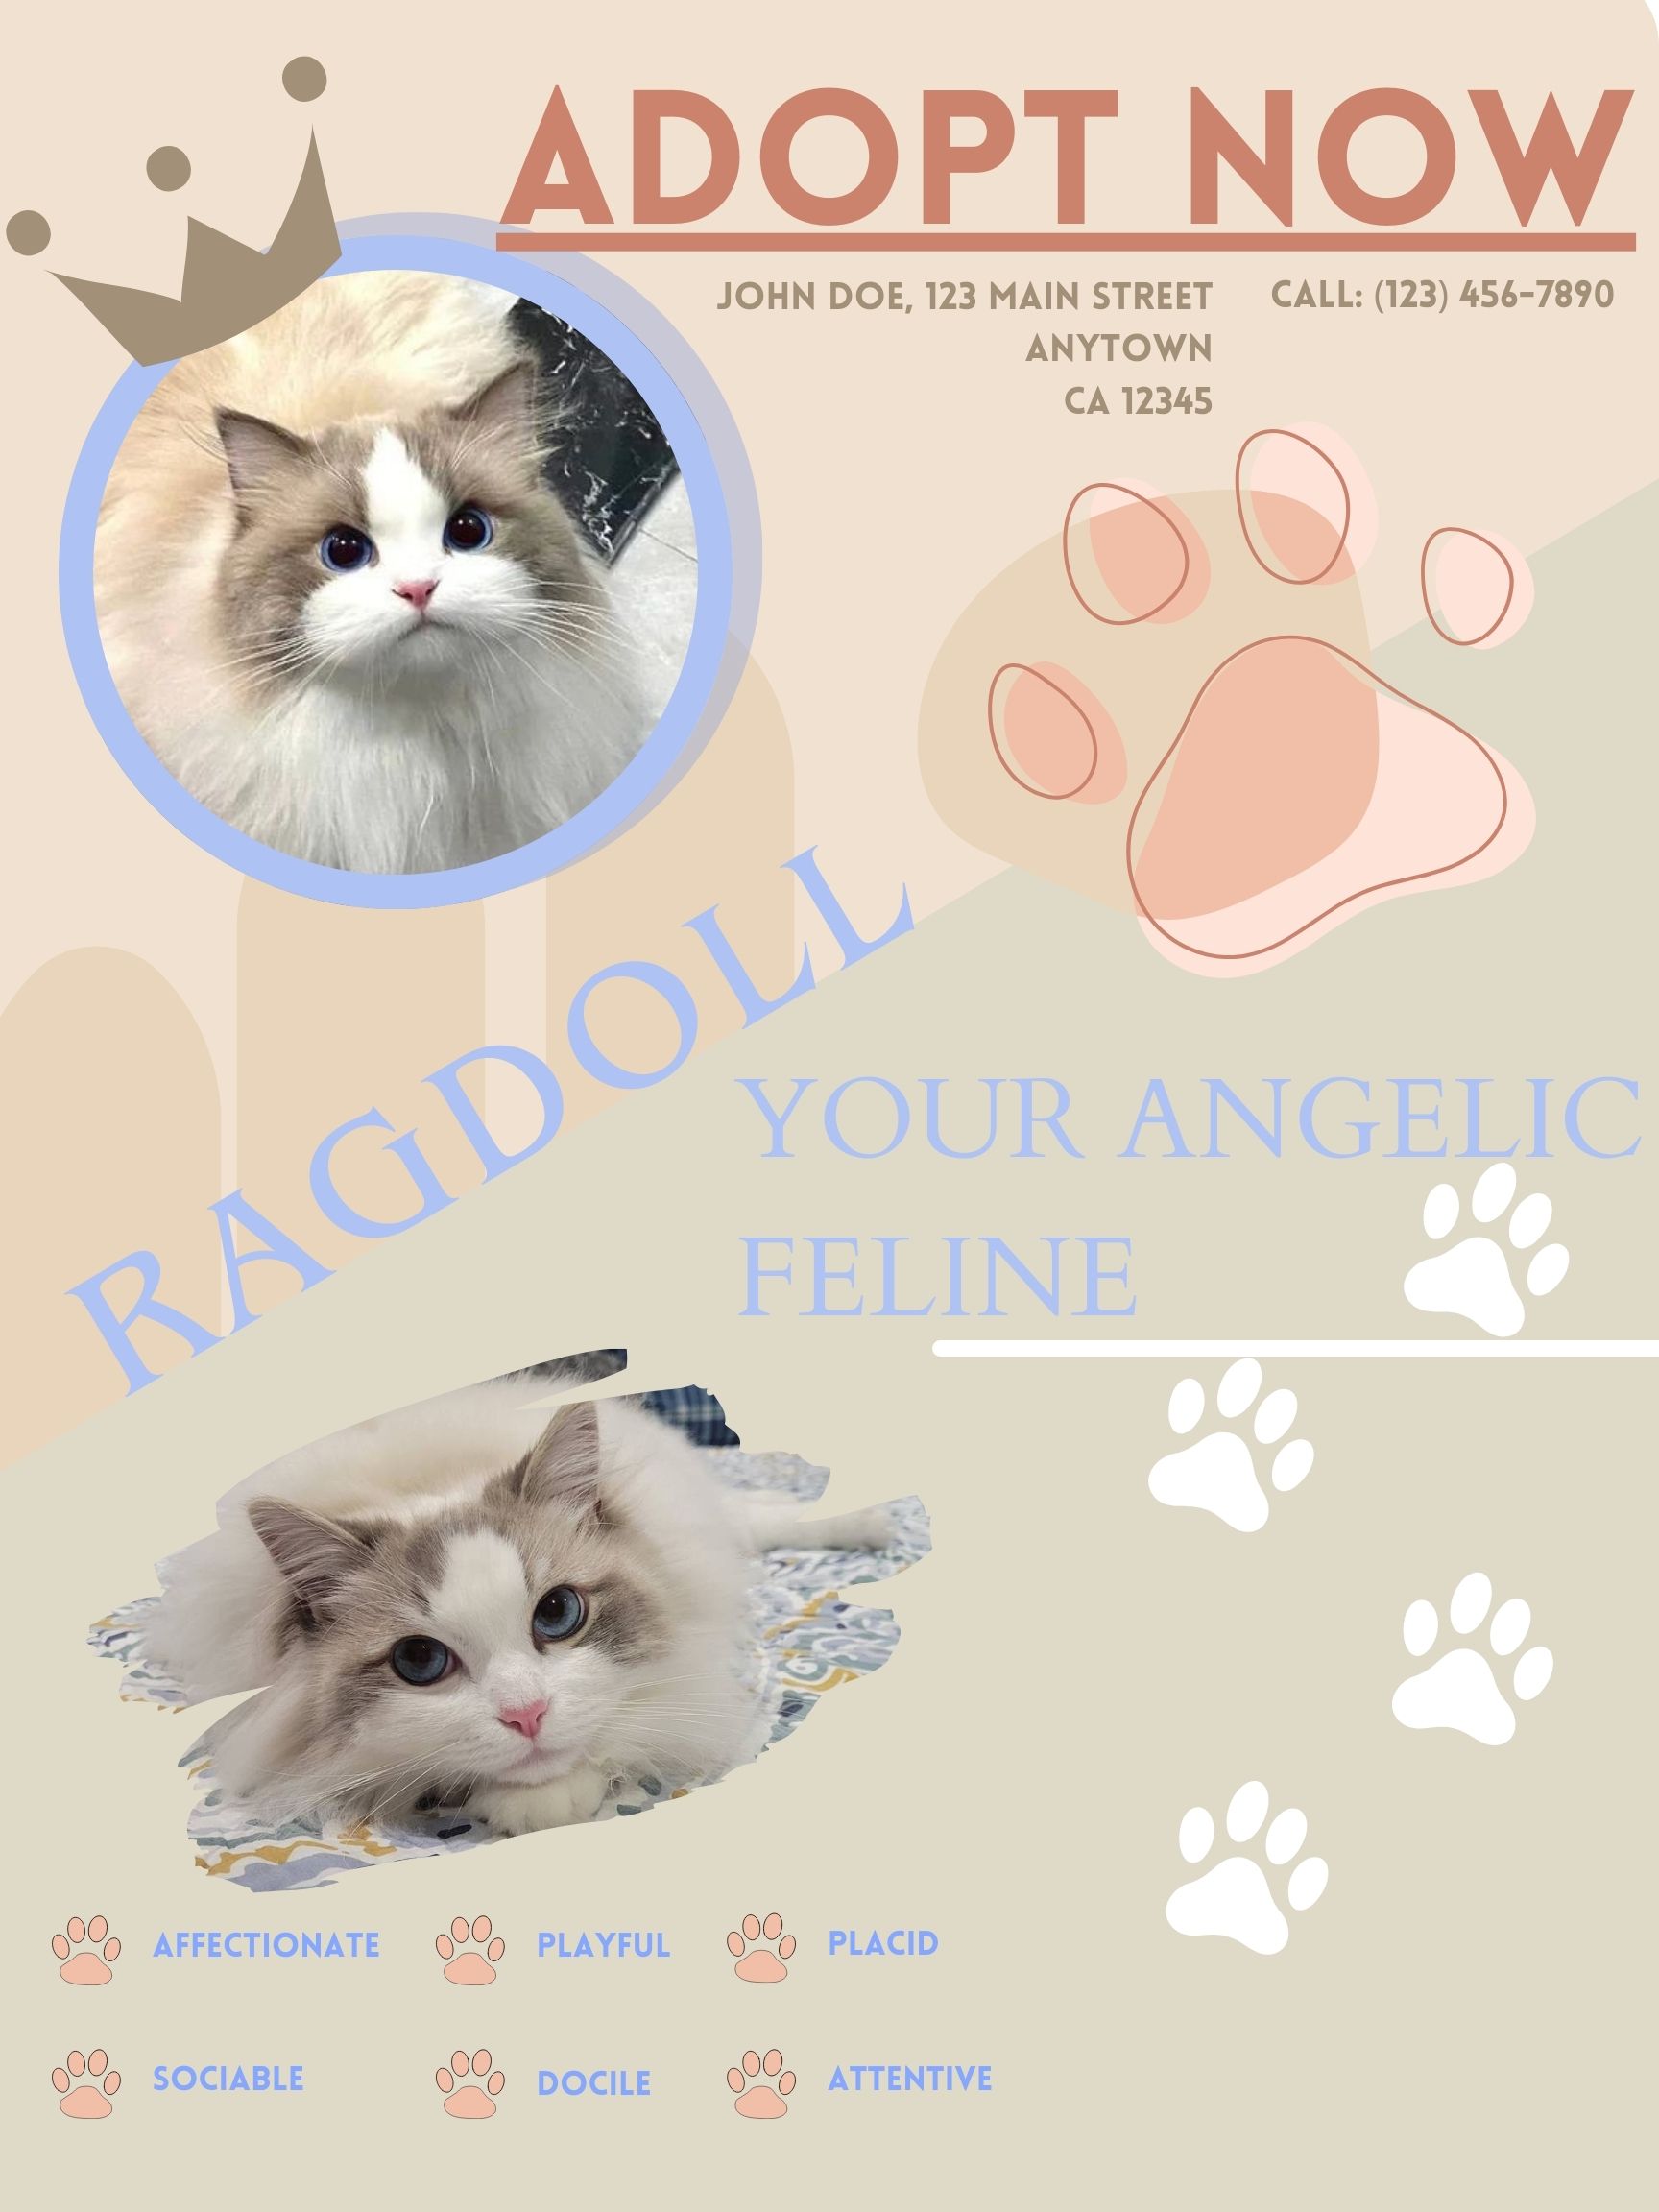 ADOPT NOW
JOHN DOE, 123 MAIN STREET
ANYTOWN
CA 12345
CALL: (123) 456-7890
RAGDOLL
YOUR ANGELIC
FELINE
AFFECTIONATE
PLAYFUL
PLACID
SOCIABLE
DOCILE
ATTENTIVE